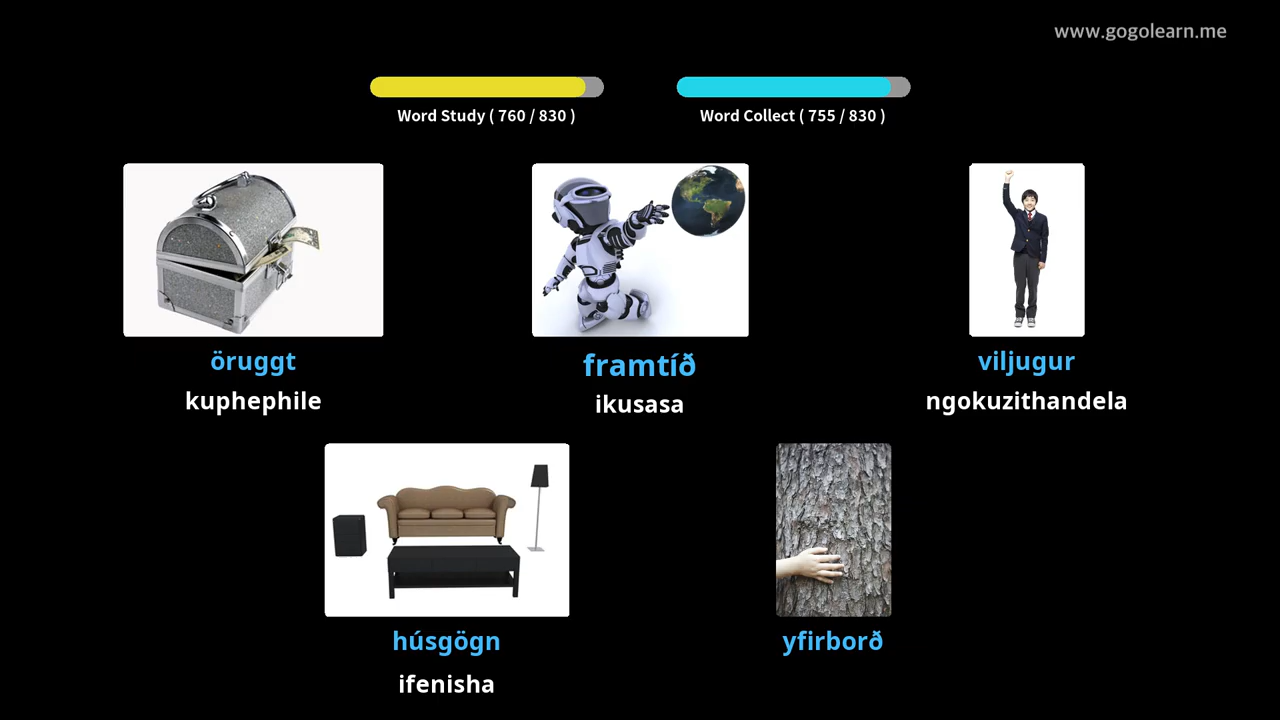 www.gogolearn.me
Word Study ( 760 / 830 )
Word Collect ( 755 / 830 )
öruggt
kuphephile
framtíð
ikusasa
viljugur
ngokuzithandela
húsgögn
ifenisha
yfirborð